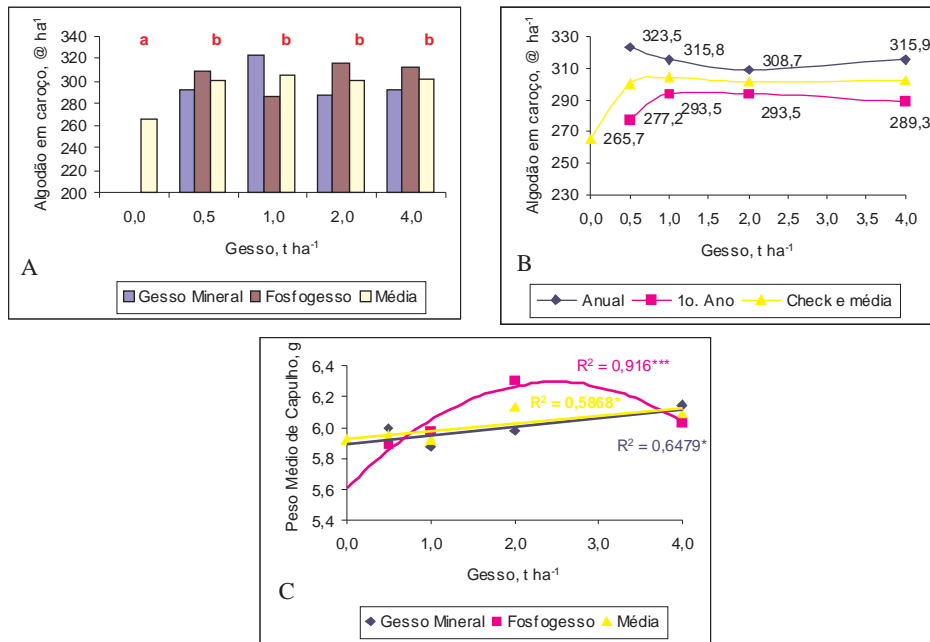 340
320
300
280
260
240
220
200
Algodão em caroço, @ ha⁻¹
a b b b b
0,0 0,5 1,0 2,0 4,0
Gesso, t ha⁻¹
A
Gesso Mineral Fosfogesso Média
330
310
290
270
250
230
Algodão em caroço, @ ha⁻¹
323,5
315,8
308,7
315,9
265,7
277,2
293,5
293,5
289,3
0,0 0,5 1,0 1,5 2,0 2,5 3,0 3,5 4,0
Gesso, t ha⁻¹
B
Anual 1o. Ano Check e média
6,4
6,2
6,0
5,8
5,6
5,4
Peso Médio de Capulho, g
R² = 0,916***
R² = 0,5868*
R² = 0,6479*
0,0 1,0 2,0 3,0 4,0
Gesso, t ha⁻¹
C
Gesso Mineral Fosfogesso Média